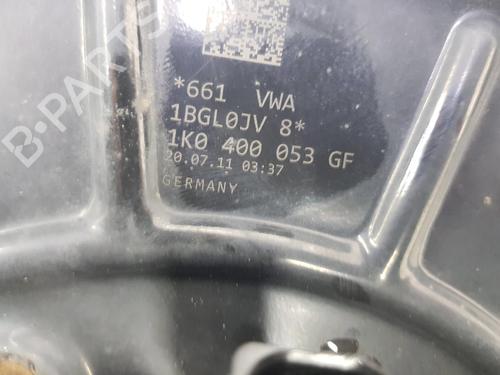 *661 VWA
1BGL0JV 8*
1K0 400 053 GF
20.07.11 03:37
GERMANY
B-PARTS